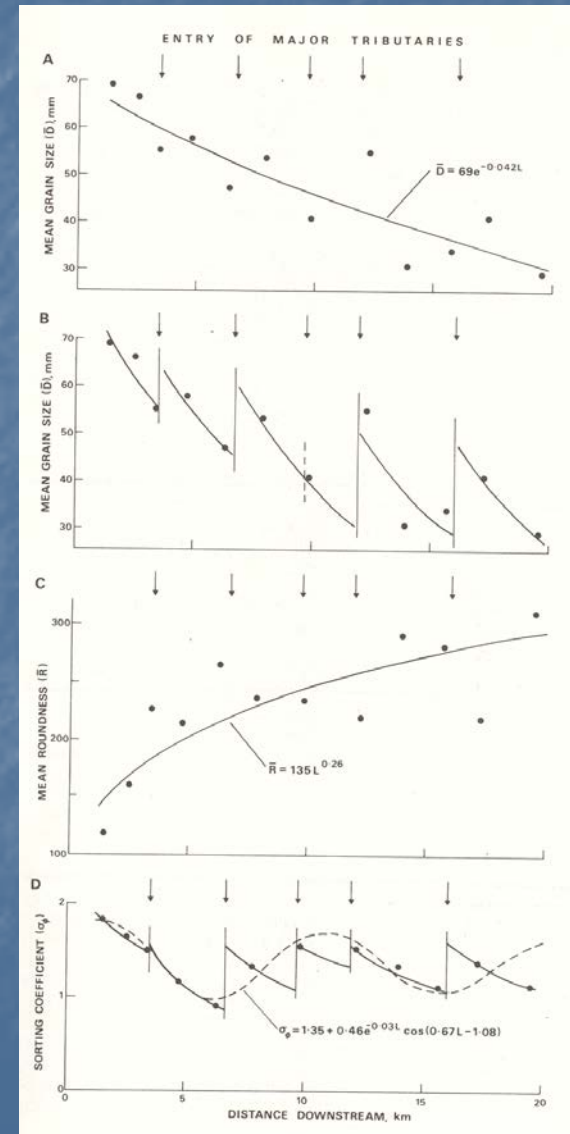 ENTRY OF MAJOR TRIBUTARIES
A
MEAN GRAIN SIZE (D̄), mm
70
60
50
40
30
D̄ = 69e^-0·042L
B
MEAN GRAIN SIZE (D̄), mm
70
60
50
40
30
C
MEAN ROUNDNESS (R̄)
300
200
100
R̄ = 135L^0·26
D
SORTING COEFFICIENT (σφ)
2
1
0
σφ = 1·35 + 0·46e^-0·03L cos(0·67L – 1·08)
0 5 10 15 20
DISTANCE DOWNSTREAM, km